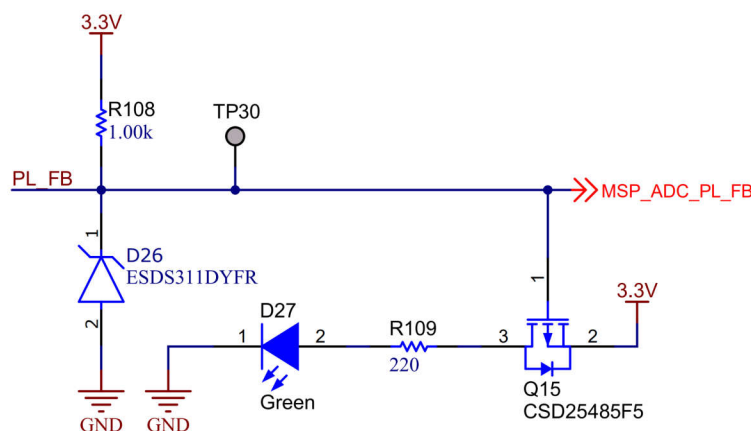 3.3V
R108
1.00k
TP30
PL_FB
MSP_ADC_PL_FB
1
D26
ESDS311DYFR
2
GND
D27
1
2
Green
GND
R109
220
1
3
2
3.3V
Q15
CSD25485F5